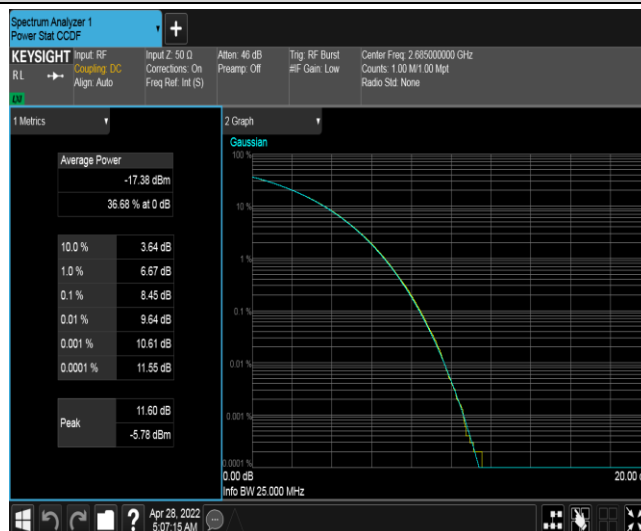 Spectrum Analyzer 1
Power Stat CCDF
+
KEYSIGHT
RL
LXI
Input: RF
Coupling: DC
Align: Auto
Input Z: 50 Ω
Corrections: On
Freq Ref: Int (S)
Atten: 46 dB
Preamp: Off
Trig: RF Burst
#IF Gain: Low
Center Freq: 2.685000000 GHz
Counts: 1.00 M/1.00 Mpt
Radio Std: None
1 Metrics
Average Power
-17.38 dBm
36.68 % at 0 dB
10.0 % 3.64 dB
1.0 % 6.67 dB
0.1 % 8.45 dB
0.01 % 9.64 dB
0.001 % 10.61 dB
0.0001 % 11.55 dB
Peak
11.60 dB
-5.78 dBm
2 Graph
Gaussian
100 %
10 %
1 %
0.1 %
0.01 %
0.001 %
0.0001 %
0.00 dB
20.00 d
Info BW 25.000 MHz
?
Apr 28, 2022
5:07:15 AM